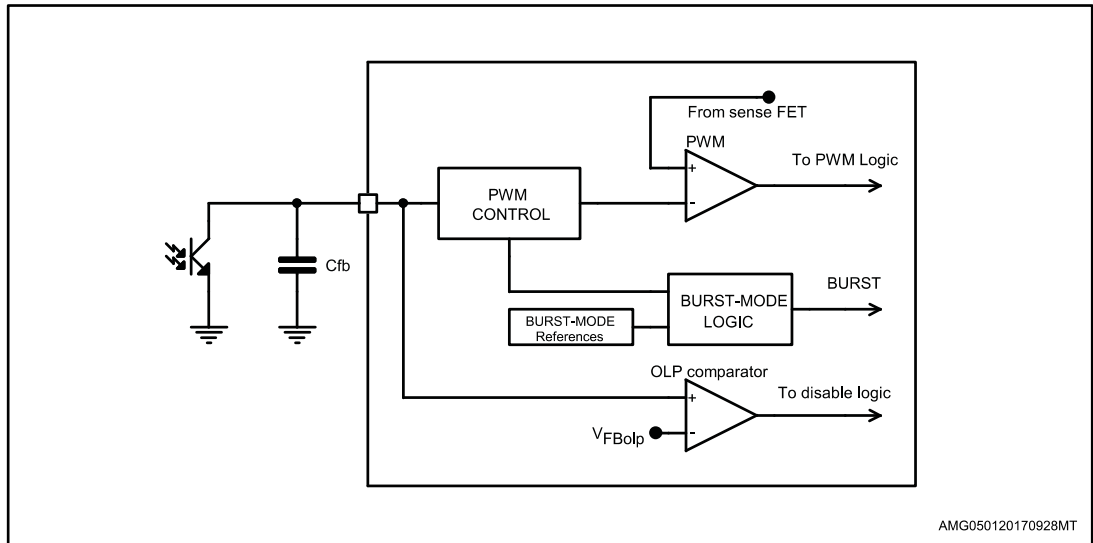 From sense FET
PWM
+
-
To PWM Logic
PWM
CONTROL
Cfb
BURST-MODE
LOGIC
BURST
BURST-MODE
References
OLP comparator
+
-
To disable logic
VFBolp
AMG050120170928MT